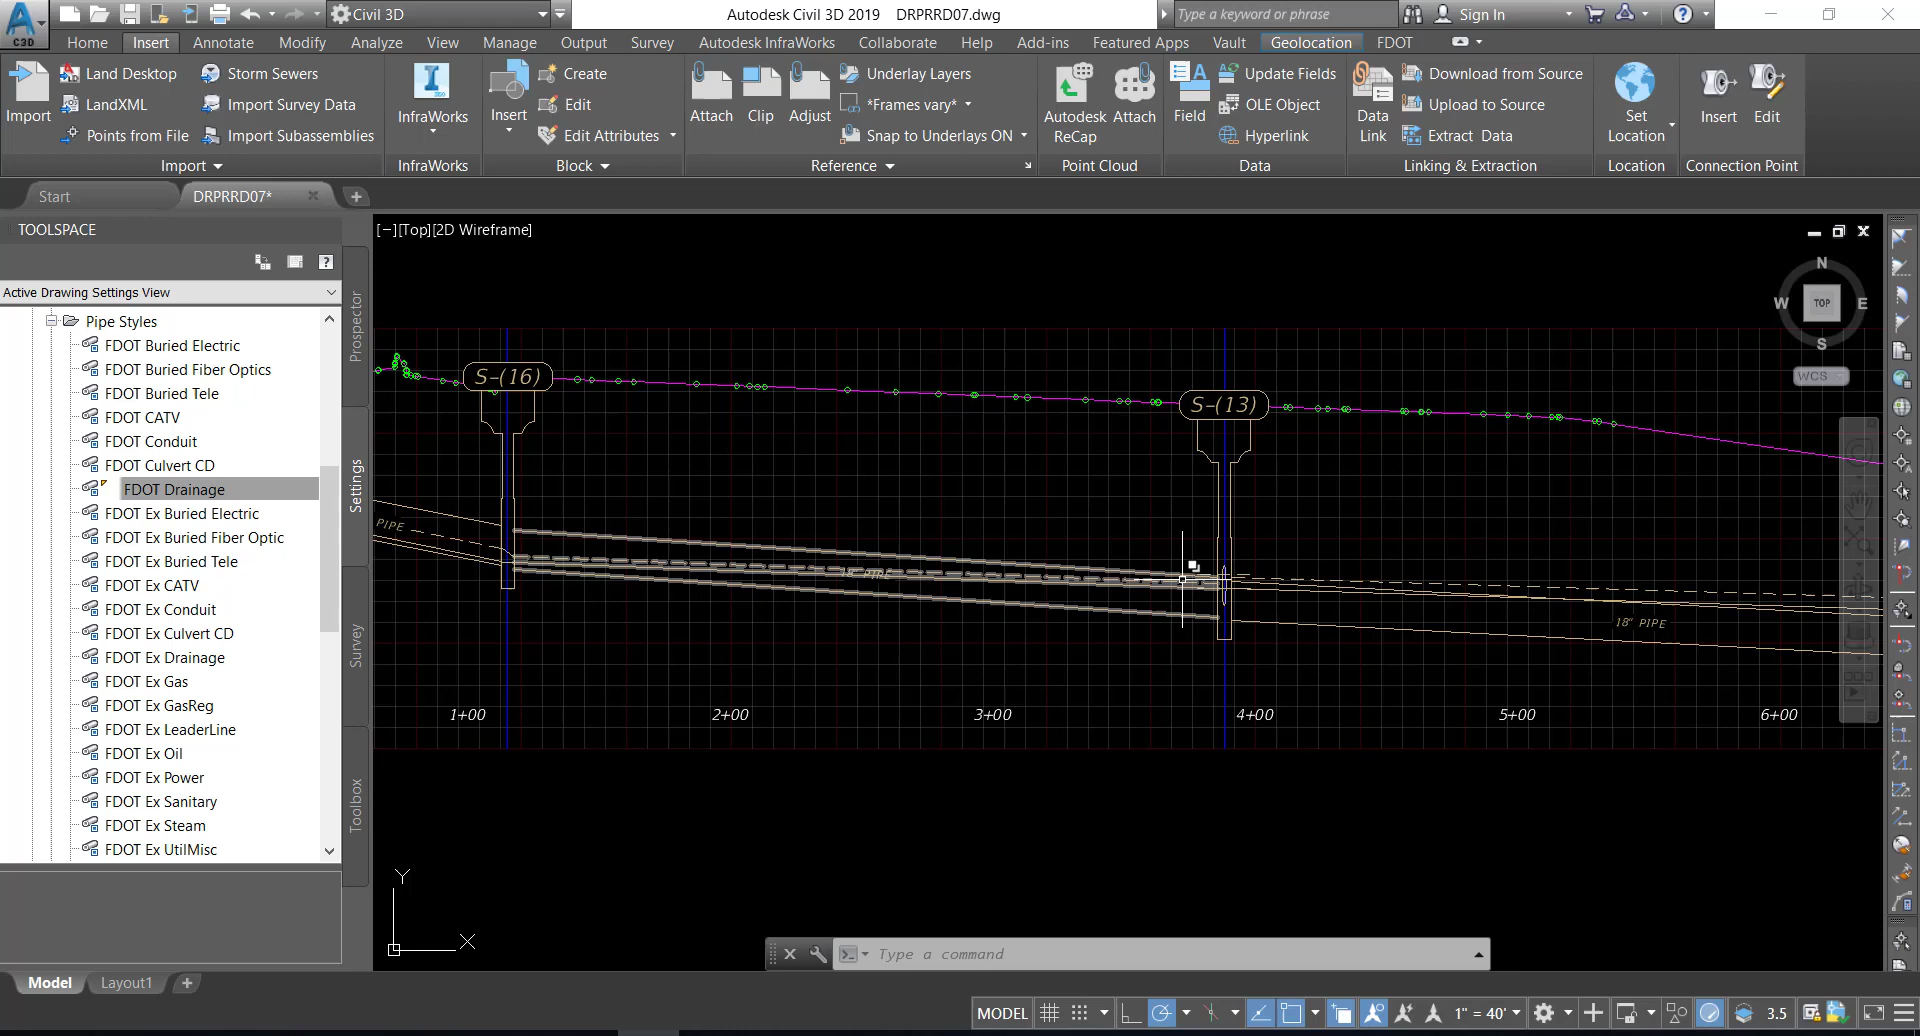 Civil 3D
Autodesk Civil 3D 2019 DRPRRD07.dwg
Type a keyword or phrase
Sign In
C3D
Home Insert Annotate Modify Analyze View Manage Output Survey Autodesk InfraWorks Collaborate Help Add-ins Featured Apps Vault Geolocation FDOT
Import
Land Desktop
LandXML
Points from File
Storm Sewers
Import Survey Data
Import Subassemblies
Import
InfraWorks
InfraWorks
Insert
Create
Edit
Edit Attributes
Block
Attach
Clip
Adjust
Underlay Layers
*Frames vary*
Snap to Underlays ON
Reference
Autodesk
ReCap
Attach
Point Cloud
Field
Update Fields
OLE Object
Hyperlink
Data
Data
Link
Download from Source
Upload to Source
Extract Data
Linking & Extraction
Set
Location
Location
Insert
Edit
Connection Point
Start
DRPRRD07*
TOOLSPACE
Active Drawing Settings View
Pipe Styles
FDOT Buried Electric
FDOT Buried Fiber Optics
FDOT Buried Tele
FDOT CATV
FDOT Conduit
FDOT Culvert CD
FDOT Drainage
FDOT Ex Buried Electric
FDOT Ex Buried Fiber Optic
FDOT Ex Buried Tele
FDOT Ex CATV
FDOT Ex Conduit
FDOT Ex Culvert CD
FDOT Ex Drainage
FDOT Ex Gas
FDOT Ex GasReg
FDOT Ex LeaderLine
FDOT Ex Oil
FDOT Ex Power
FDOT Ex Sanitary
FDOT Ex Steam
FDOT Ex UtilMisc
Prospector
Settings
Survey
Toolbox
[−][Top][2D Wireframe]
N
W
TOP
E
S
WCS
S-(16)
S-(13)
PIPE
18" PIPE
18" PIPE
1+00
2+00
3+00
4+00
5+00
6+00
Y
X
Type a command
Model
Layout1
MODEL
1" = 40'
3.5